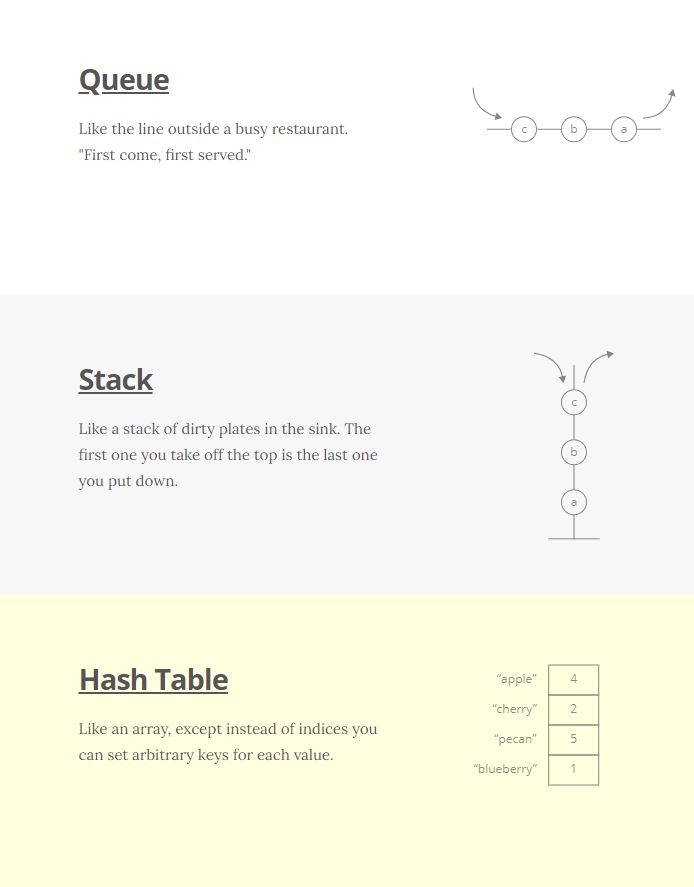 Queue
Like the line outside a busy restaurant.
"First come, first served."
c b a
Stack
Like a stack of dirty plates in the sink. The
first one you take off the top is the last one
you put down.
c
b
a
Hash Table
Like an array, except instead of indices you
can set arbitrary keys for each value.
“apple” 4
“cherry” 2
“pecan” 5
“blueberry” 1